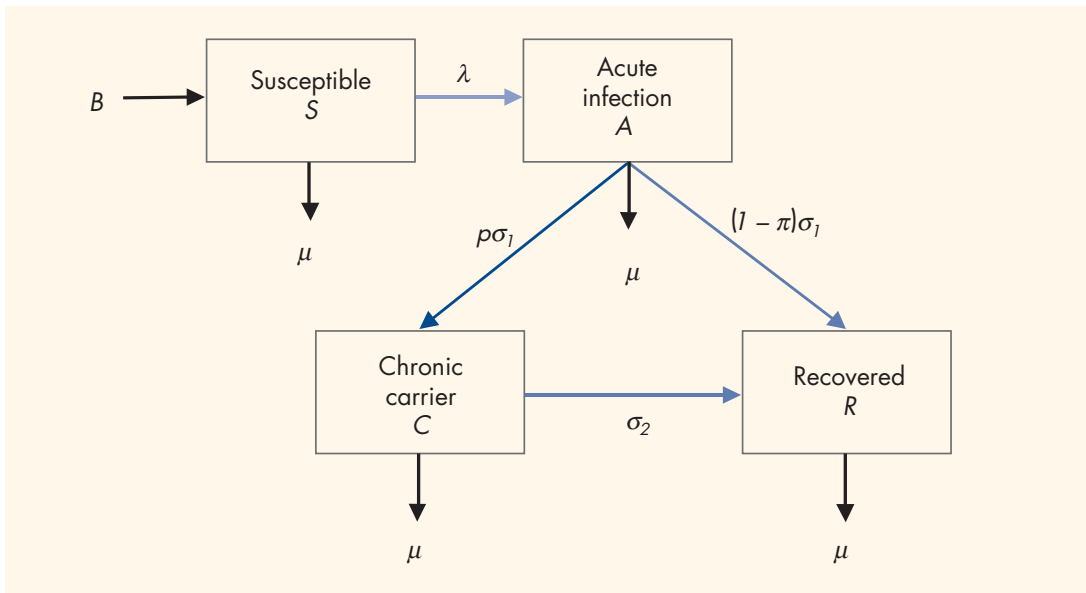 B
Susceptible
S
λ
Acute
infection
A
μ
pσ₁
μ
(1 – π)σ₁
Chronic
carrier
C
σ₂
Recovered
R
μ
μ